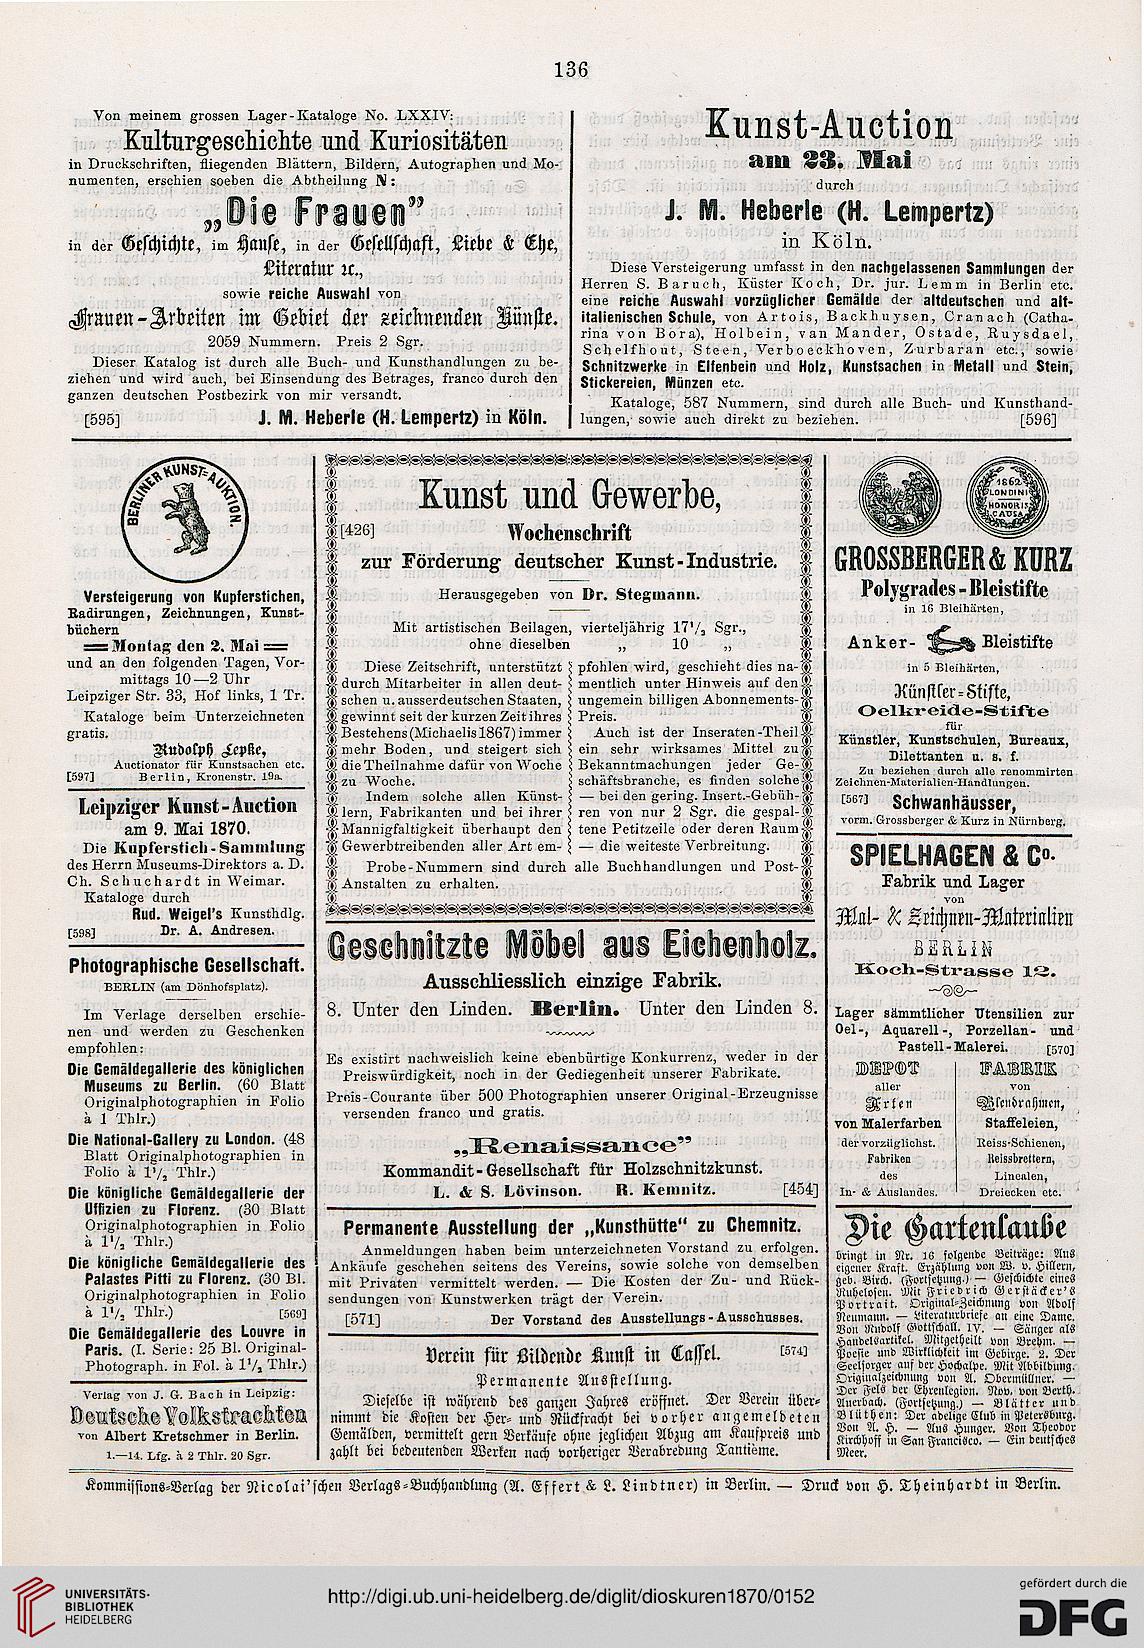 136
Von meinem grossen Lager-Kataloge No. LXXIV:
Kulturgeschichte und Kuriositäten
in Druckschriften, fliegenden Blättern, Bildern, Autographen und Mo-
numenten, erschien soeben die Abtheilung N:
„Die Frauen”
in der Geschichte, im Hause, in der Gesellschaft, Liebe & Ehe,
Literatur ꝛc.,
sowie reiche Auswahl von
Frauen-Arbeiten im Gebiet der zeichnenden Künste.
2059 Nummern. Preis 2 Sgr.
Dieser Katalog ist durch alle Buch- und Kunsthandlungen zu be-
ziehen und wird auch, bei Einsendung des Betrages, franco durch den
ganzen deutschen Postbezirk von mir versandt.
[595] J. M. Heberle (H. Lempertz) in Köln.
Kunst-Auction
am 23. Mai
durch
J. M. Heberle (H. Lempertz)
in Köln.
Diese Versteigerung umfasst in den nachgelassenen Sammlungen der
Herren S. Baruch, Küster Koch, Dr. jur. Lemm in Berlin etc.
eine reiche Auswahl vorzüglicher Gemälde der altdeutschen und alt-
italienischen Schule, von Artois, Backhuysen, Cranach (Catha-
rina von Bora), Holbein, van Mander, Ostade, Ruysdael,
Schelfhout, Steen, Verboeckhoven, Zurbaran etc., sowie
Schnitzwerke in Elfenbein und Holz, Kunstsachen in Metall und Stein,
Stickereien, Münzen etc.
Kataloge, 587 Nummern, sind durch alle Buch- und Kunsthand-
lungen, sowie auch direkt zu beziehen. [596]
BERLINER KUNST-AUKTION.
Versteigerung von Kupferstichen,
Radirungen, Zeichnungen, Kunst-
büchern
Montag den 2. Mai
und an den folgenden Tagen, Vor-
mittags 10—2 Uhr
Leipziger Str. 33, Hof links, 1 Tr.
Kataloge beim Unterzeichneten
gratis.
Rudolph Lepke,
Auctionator für Kunstsachen etc.
[597] Berlin, Kronenstr. 19a.
Leipziger Kunst-Auction
am 9. Mai 1870.
Die Kupferstich-Sammlung
des Herrn Museums-Direktors a. D.
Ch. Schuchardt in Weimar.
Kataloge durch
Rud. Weigel's Kunsthdlg.
[598] Dr. A. Andresen.
Photographische Gesellschaft.
BERLIN (am Dönhofsplatz).
Im Verlage derselben erschie-
nen und werden zu Geschenken
empfohlen:
Die Gemäldegallerie des königlichen
Museums zu Berlin. (60 Blatt
Originalphotographien in Folio
à 1 Thlr.)
Die National-Gallery zu London. (48
Blatt Originalphotographien in
Folio à 1½ Thlr.)
Die königliche Gemäldegallerie der
Uffizien zu Florenz. (30 Blatt
Originalphotographien in Folio
à 1½ Thlr.)
Die königliche Gemäldegallerie des
Palastes Pitti zu Florenz. (30 Bl.
Originalphotographien in Folio
à 1½ Thlr.) [569]
Die Gemäldegallerie des Louvre in
Paris. (I. Serie: 25 Bl. Original-
Photograph. in Fol. à 1½ Thlr.)
Verlag von J. G. Bach in Leipzig:
Deutsche Volkstrachten
von Albert Kretschmer in Berlin.
1.—14. Lfg. à 2 Thlr. 20 Sgr.
Kunst und Gewerbe,
[426] Wochenschrift
zur Förderung deutscher Kunst-Industrie.
Herausgegeben von Dr. Stegmann.
Mit artistischen Beilagen, vierteljährig 17½ Sgr.,
ohne dieselben „ 10 „
Diese Zeitschrift, unterstützt
durch Mitarbeiter in allen deut-
schen u. ausserdeutschen Staaten,
gewinnt seit der kurzen Zeit ihres
Bestehens (Michaelis 1867) immer
mehr Boden, und steigert sich
die Theilnahme dafür von Woche
zu Woche.
Indem solche allen Künst-
lern, Fabrikanten und bei ihrer
Mannigfaltigkeit überhaupt den
Gewerbtreibenden aller Art em-
pfohlen wird, geschieht dies na-
mentlich unter Hinweis auf den
ungemein billigen Abonnements-
Preis.
Auch ist der Inseraten-Theil
ein sehr wirksames Mittel zu
Bekanntmachungen jeder Ge-
schäftsbranche, es finden solche
— bei den gering. Insert.-Gebüh-
ren von nur 2 Sgr. die gespal-
tene Petitzeile oder deren Raum
— die weiteste Verbreitung.
Probe-Nummern sind durch alle Buchhandlungen und Post-
Anstalten zu erhalten.
Geschnitzte Möbel aus Eichenholz.
Ausschliesslich einzige Fabrik.
8. Unter den Linden. Berlin. Unter den Linden 8.
Es existirt nachweislich keine ebenbürtige Konkurrenz, weder in der
Preiswürdigkeit, noch in der Gediegenheit unserer Fabrikate.
Preis-Courante über 500 Photographien unserer Original-Erzeugnisse
versenden franco und gratis.
„Renaissance”
Kommandit-Gesellschaft für Holzschnitzkunst.
L. & S. Lövinson. R. Kemnitz. [454]
Permanente Ausstellung der „Kunsthütte“ zu Chemnitz.
Anmeldungen haben beim unterzeichneten Vorstand zu erfolgen.
Ankäufe geschehen seitens des Vereins, sowie solche von demselben
mit Privaten vermittelt werden. — Die Kosten der Zu- und Rück-
sendungen von Kunstwerken trägt der Verein.
[571] Der Vorstand des Ausstellungs-Ausschusses.
Verein für Bildende Kunst in Cassel. [574]
Permanente Ausstellung.
Dieselbe ist während des ganzen Jahres eröffnet. Der Verein über-
nimmt die Kosten der Her- und Rückfracht bei vorher angemeldeten
Gemälden, vermittelt gern Verkäufe ohne jeglichen Abzug am Kaufpreis und
zahlt bei bedeutenden Werken nach vorheriger Verabredung Tantième.
1862
LONDINI
HONORIS
CAUSA
GROSSBERGER & KURZ
Polygrades-Bleistifte
in 16 Bleihärten,
Anker- Bleistifte
in 5 Bleihärten,
Künstler-Stifte,
Oelkreide-Stifte
für
Künstler, Kunstschulen, Bureaux,
Dilettanten u. s. f.
Zu beziehen durch alle renommirten
Zeichnen-Materialien-Handlungen.
[567] Schwanhäusser,
vorm. Grossberger & Kurz in Nürnberg.
SPIELHAGEN & Co.
Fabrik und Lager
von
Mal- & Zeichnen-Materialien
BERLIN
Koch-Strasse 12.
Lager sämmtlicher Utensilien zur
Oel-, Aquarell-, Porzellan- und
Pastell-Malerei. [570]
DEPOT
aller
Arten
von Malerfarben
der vorzüglichst.
Fabriken
des
In- & Auslandes.
FABRIK
von
Blendrahmen,
Staffeleien,
Reiss-Schienen,
Reissbrettern,
Linealen,
Dreiecken etc.
Die Gartenlaube
bringt in Nr. 16 folgende Beiträge: Aus
eigener Kraft. Erzählung von W. v. Hillern,
geb. Birch. (Fortsetzung.) — Geschichte eines
Ruhelosen. Mit Friedrich Gerstäcker's
Portrait. Original-Zeichnung von Adolf
Neumann. — Literaturbriefe an eine Dame.
Von Rudolf Gottschall. IV. — Sänger als
Handelsartikel. Mitgetheilt von Brehm. —
Poesie und Wirklichkeit im Gebirge. 2. Der
Seelsorger auf der Hochalpe. Mit Abbildung.
Originalzeichnung von A. Obermüllner. —
Der Fels der Ehrenlegion. Nov. von Berth.
Auerbach. (Fortsetzung.) — Blätter und
Blüthen: Der adelige Club in Petersburg.
Von A. H. — Aus Hunger. Von Theodor
Kirchhoff in San Francisco. — Ein deutsches
Meer.
Kommissions-Verlag der Nicolai'schen Verlags-Buchhandlung (A. Effert & L. Lindtner) in Berlin. — Druck von H. Theinhardt in Berlin.
UNIVERSITÄTS-
BIBLIOTHEK
HEIDELBERG
http://digi.ub.uni-heidelberg.de/diglit/dioskuren1870/0152
gefördert durch die
DFG